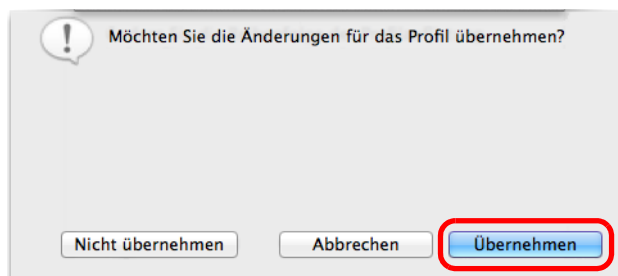 Möchten Sie die Änderungen für das Profil übernehmen?
Nicht übernehmen Abbrechen Übernehmen